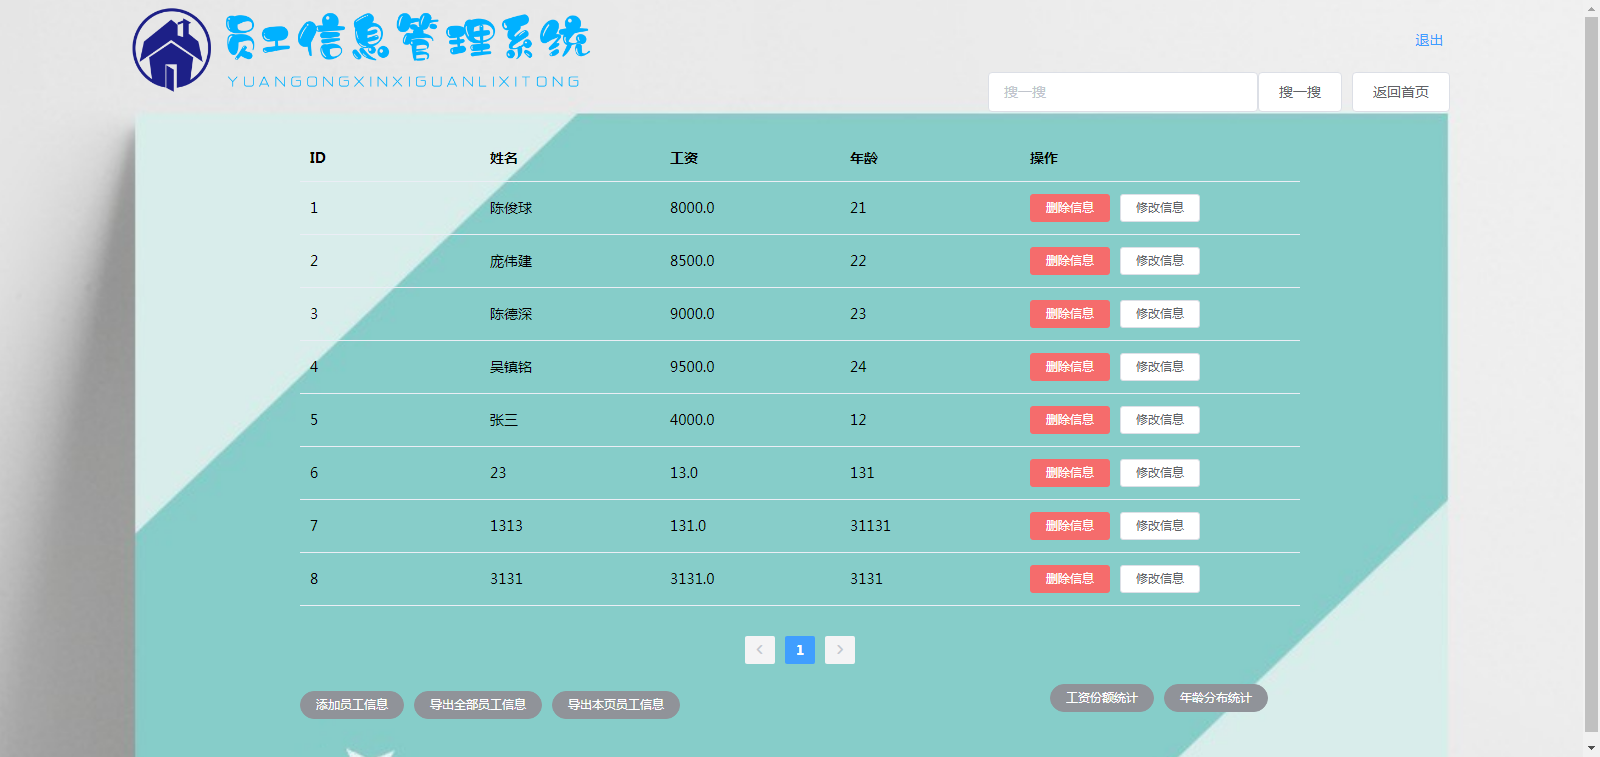 员工信息管理系统
YUANGONGXINXIGUANLIXITONG
退出
搜一搜 搜一搜 返回首页
ID 姓名 工资 年龄 操作
1 陈俊球 8000.0 21 删除信息 修改信息
2 庞伟建 8500.0 22 删除信息 修改信息
3 陈德深 9000.0 23 删除信息 修改信息
4 吴镇铭 9500.0 24 删除信息 修改信息
5 张三 4000.0 12 删除信息 修改信息
6 23 13.0 131 删除信息 修改信息
7 1313 131.0 31131 删除信息 修改信息
8 3131 3131.0 3131 删除信息 修改信息
1
添加员工信息 导出全部员工信息 导出本页员工信息 工资份额统计 年龄分布统计